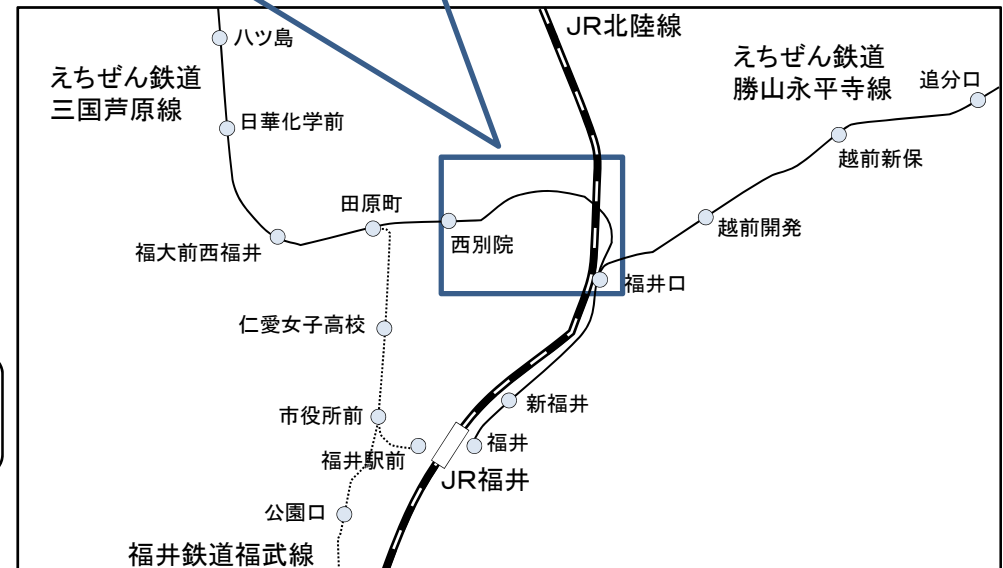 JR北陸線
八ツ島
えちぜん鉄道
三国芦原線
えちぜん鉄道
勝山永平寺線
追分口
日華化学前
越前新保
田原町
福大前西福井
西別院
越前開発
福井口
仁愛女子高校
新福井
市役所前
福井駅前
福井
JR福井
公園口
福井鉄道福武線